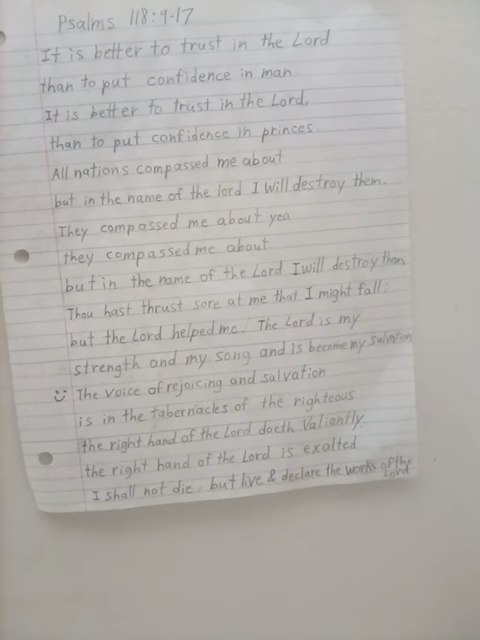 Psalms 118:9-17
It is better to trust in the Lord
than to put confidence in man
It is better to trust in the Lord,
than to put confidence in princes.
All nations compassed me about
but in the name of the lord I will destroy them.
They compassed me about yea
they compassed me about
but in the name of the Lord I will destroy them
Thou hast thrust sore at me that I might fall:
but the Lord helped me. The Lord is my
strength and my song and is become my salvation
The voice of rejoicing and salvation
is in the tabernacles of the righteous
the right hand of the Lord doeth valiantly
the right hand of the Lord is exalted
I shall not die, but live & declare the works of the Lord